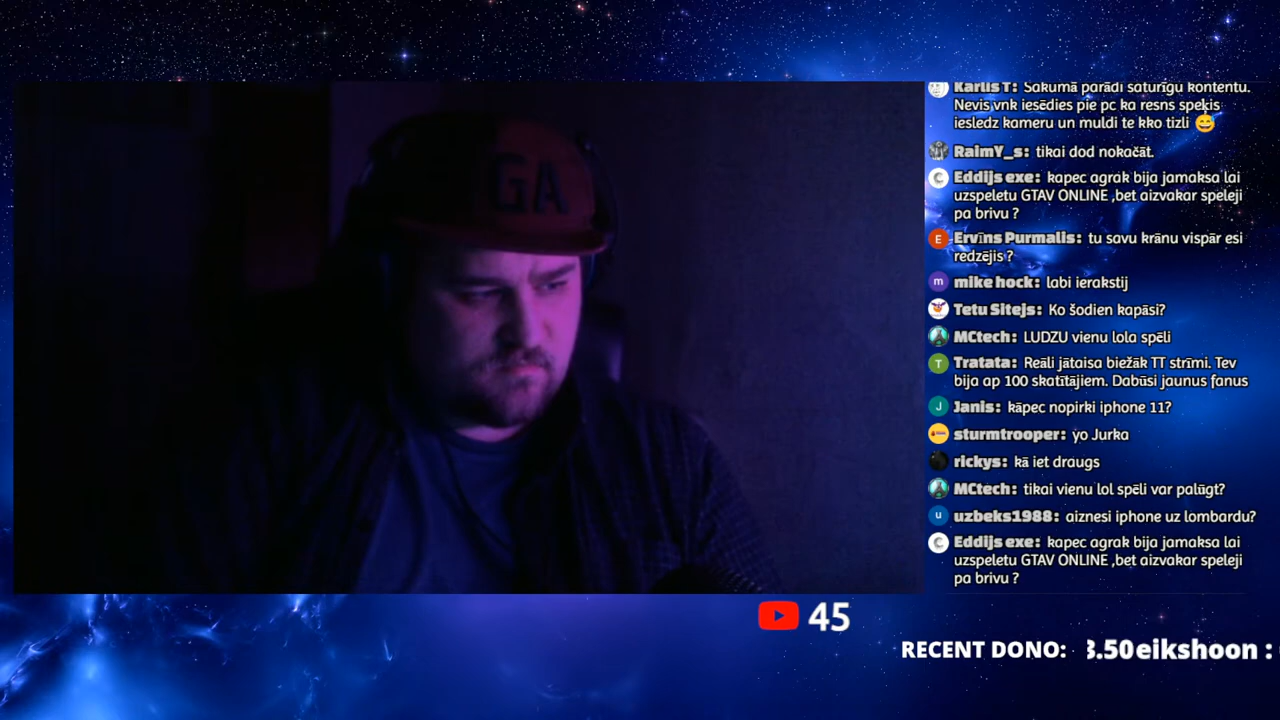 GA
Karlis T: Sākumā parādi saturīgu kontentu.
Nevis vnk iesēdies pie pc ka resns speķis
iesledz kameru un muldi te kko tizli
RaimY_s: tikai dod nokačāt.
Eddijs exe: kapec agrak bija jamaksa lai
uzspeletu GTAV ONLINE ,bet aizvakar speleji
pa brivu ?
Ervīns Purmalis: tu savu krānu vispār esi
redzējis ?
mike hock: labi ierakstij
Tetu Sitejs: Ko šodien kapāsi?
MCtech: LUDZU vienu lola spēli
Tratata: Reāli jātaisa biežāk TT strīmi. Tev
bija ap 100 skatītājiem. Dabūsi jaunus fanus
Janis: kāpec nopirki iphone 11?
sturmtrooper: yo Jurka
rickys: kā iet draugs
MCtech: tikai vienu lol spēli var palūgt?
uzbeks1988: aiznesi iphone uz lombardu?
Eddijs exe: kapec agrak bija jamaksa lai
uzspeletu GTAV ONLINE ,bet aizvakar speleji
pa brivu ?
45
RECENT DONO: 3.50eikshoon :